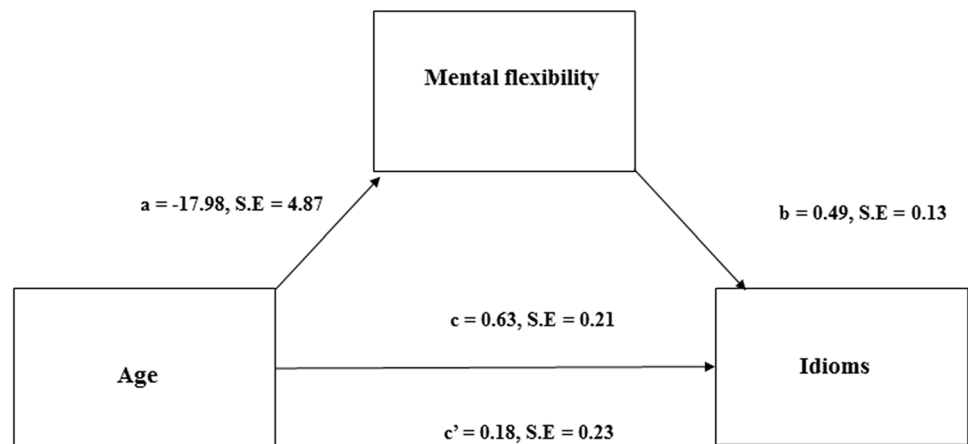 Mental flexibility
a = -17.98, S.E = 4.87
b = 0.49, S.E = 0.13
c = 0.63, S.E = 0.21
Age
Idioms
c’ = 0.18, S.E = 0.23